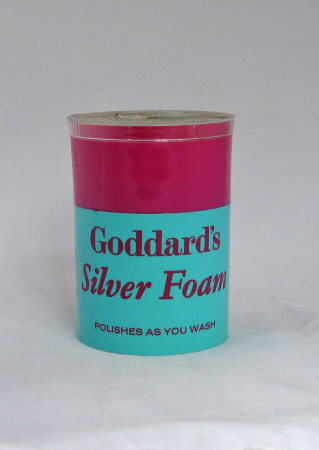 Goddard's
Silver Foam
POLISHES AS YOU WASH